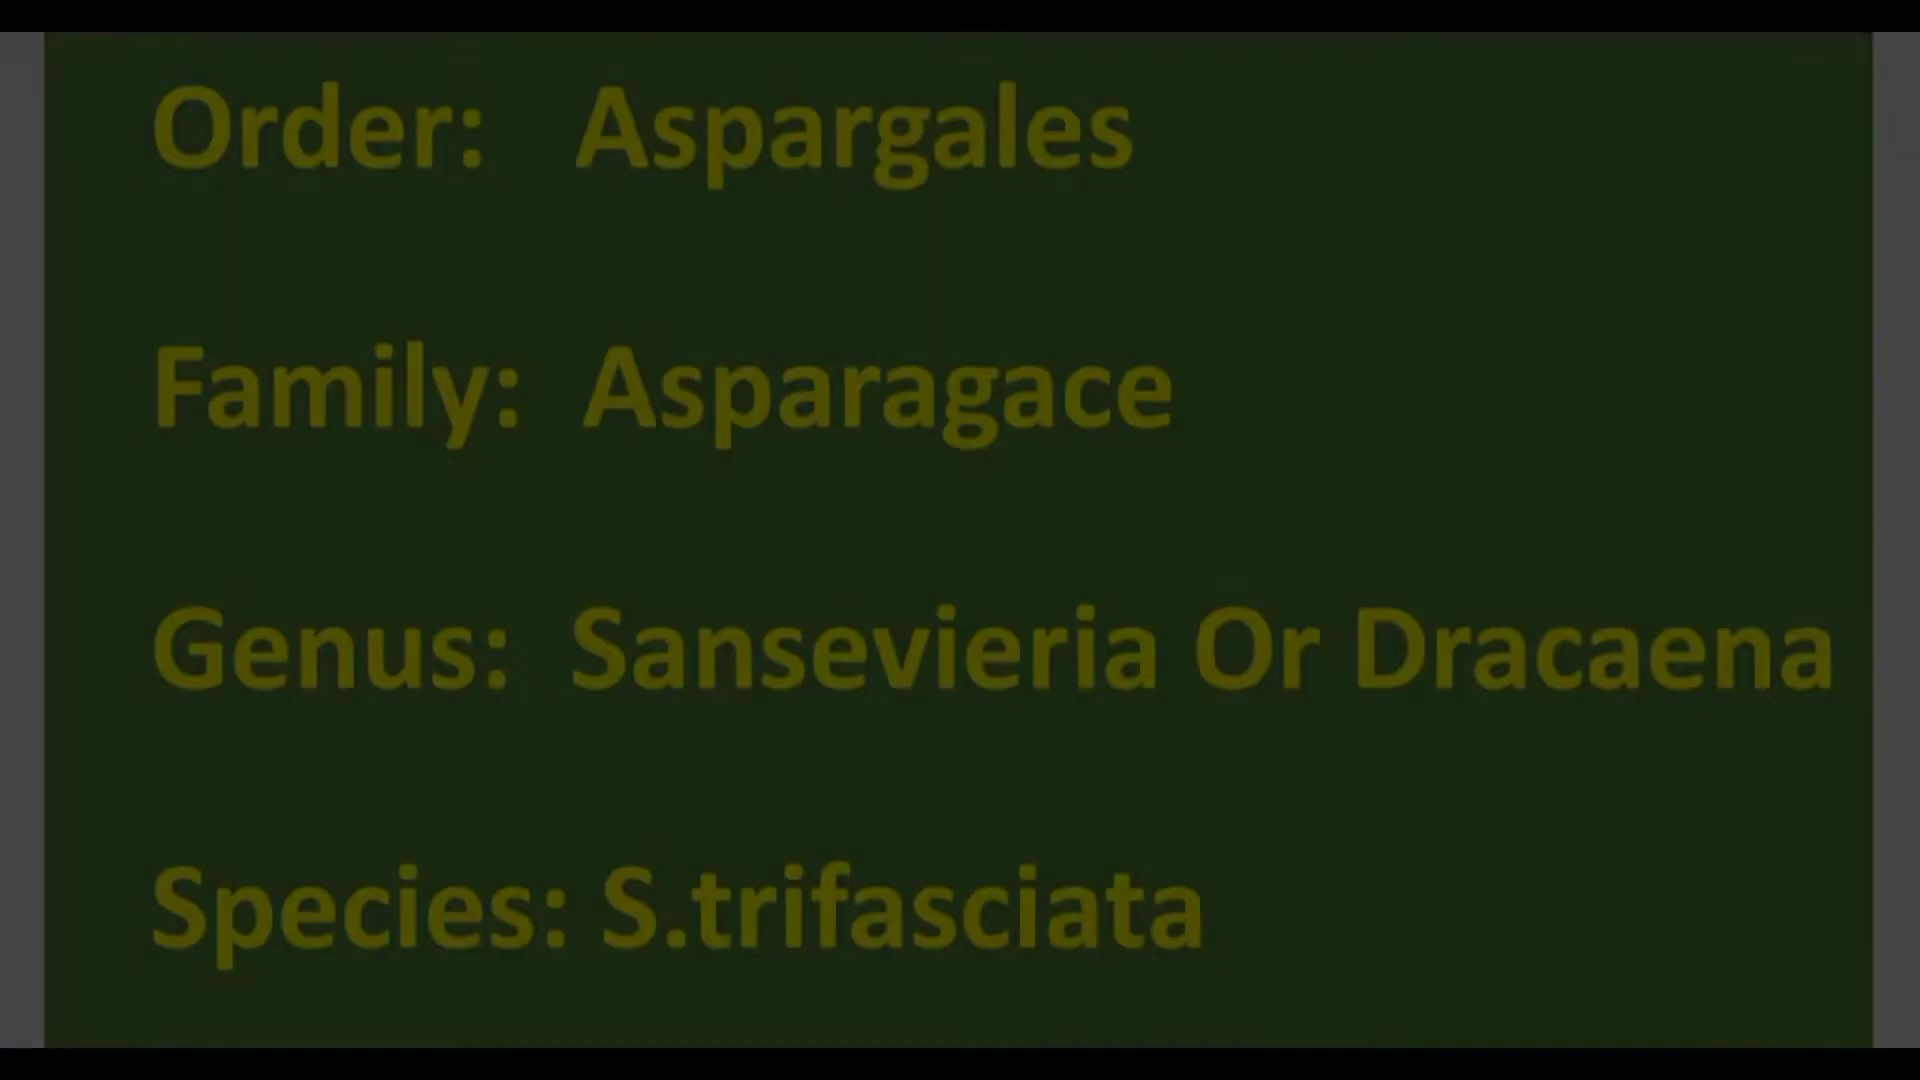 Order: Aspargales
Family: Asparagace
Genus: Sansevieria Or Dracaena
Species: S.trifasciata